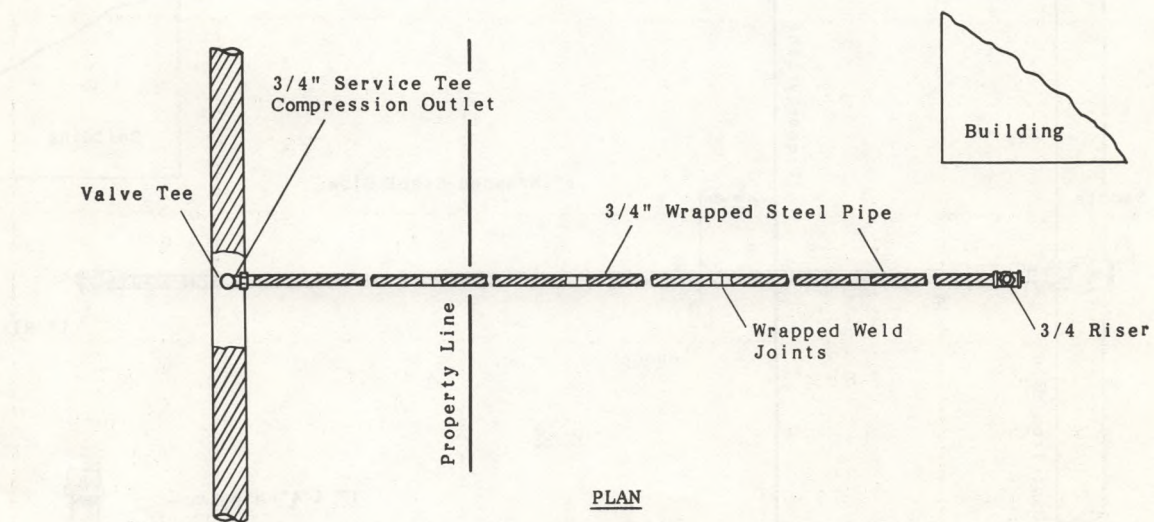 3/4" Service Tee
Compression Outlet
Building
Valve Tee
3/4" Wrapped Steel Pipe
Property Line
Wrapped Weld
Joints
3/4 Riser
PLAN